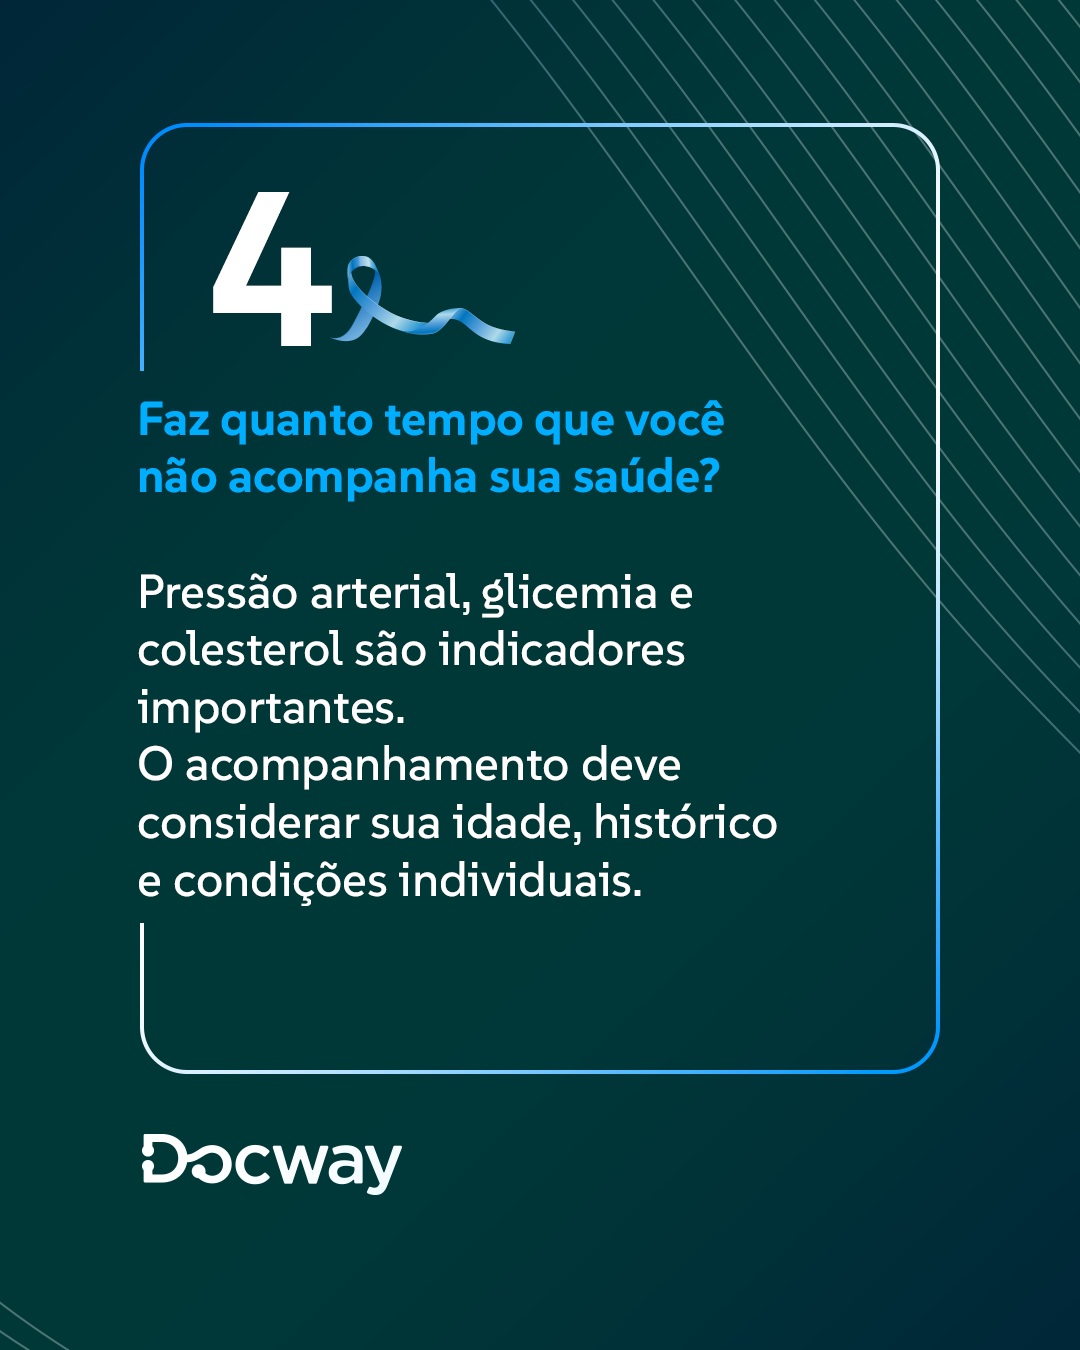 4
Faz quanto tempo que você
não acompanha sua saúde?
Pressão arterial, glicemia e
colesterol são indicadores
importantes.
O acompanhamento deve
considerar sua idade, histórico
e condições individuais.
Docway